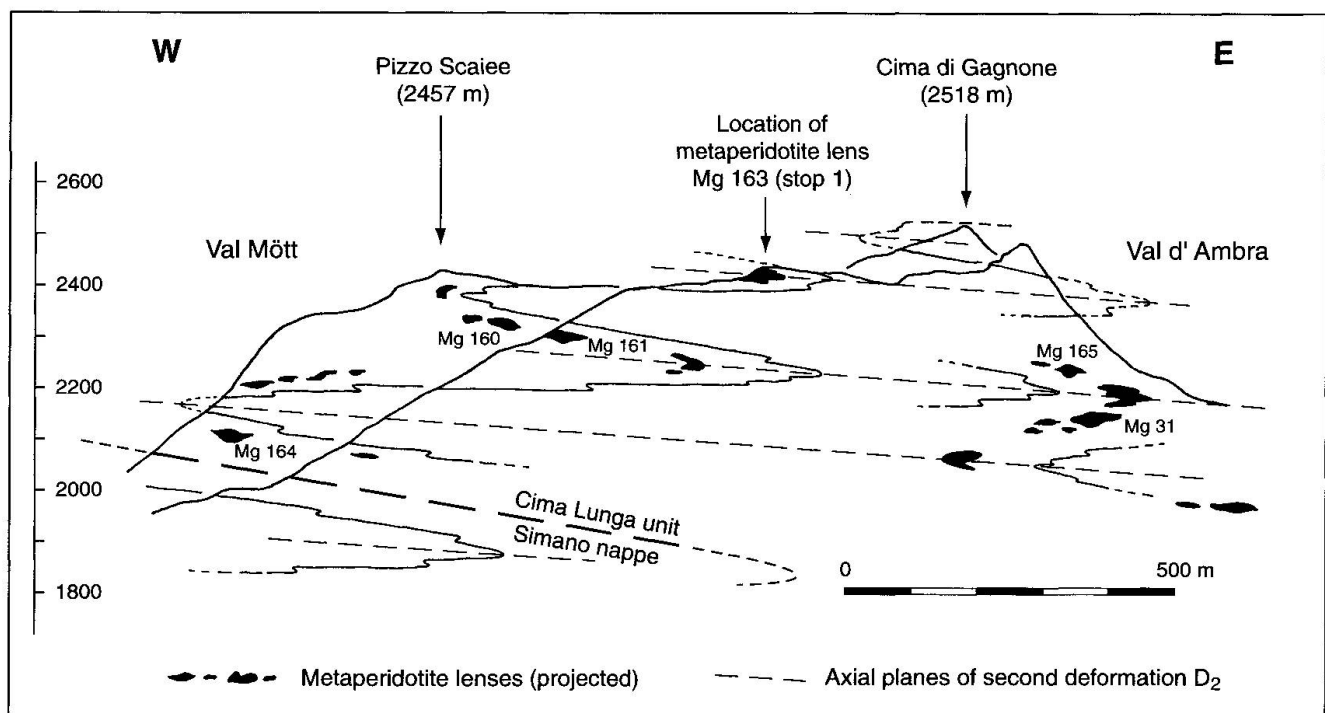 W
E
Pizzo Scaiee
(2457 m)
Cima di Gagnone
(2518 m)
Location of
metaperidotite lens
Mg 163 (stop 1)
2600
Val Mött
Val d' Ambra
2400
Mg 160
Mg 161
Mg 165
2200
Mg 31
Mg 164
2000
Cima Lunga unit
Simano nappe
1800
0
500 m
Metaperidotite lenses (projected)
Axial planes of second deformation D2